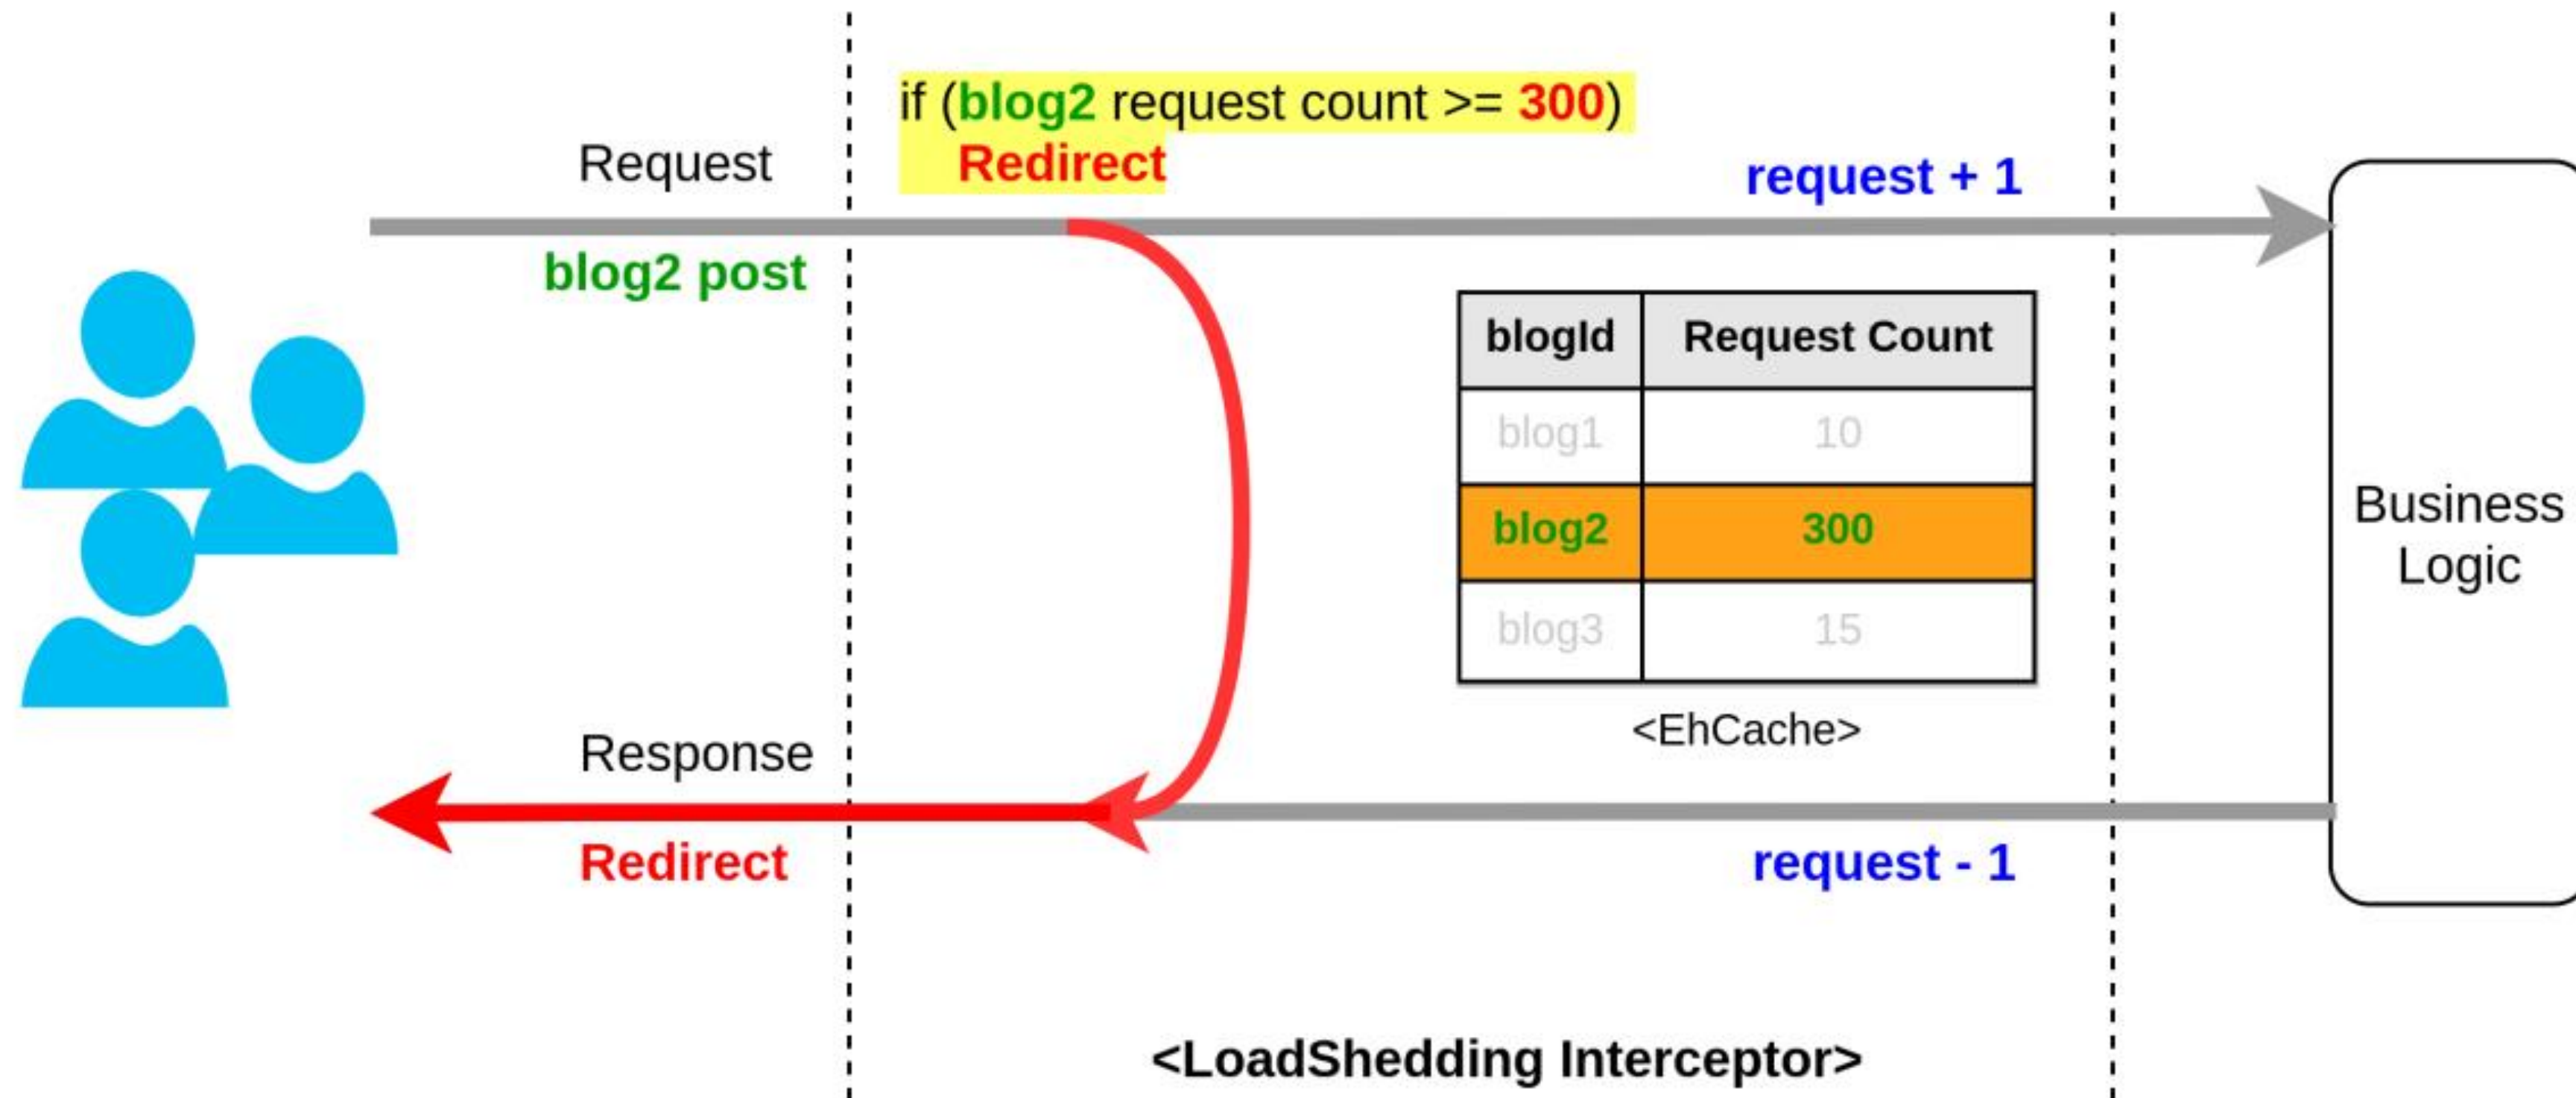 if (blog2 request count >= 300)
Redirect
Request
request + 1
blog2 post
blogId Request Count
blog1 10
blog2 300
blog3 15
<EhCache>
Business
Logic
Response
Redirect
request - 1
<LoadShedding Interceptor>